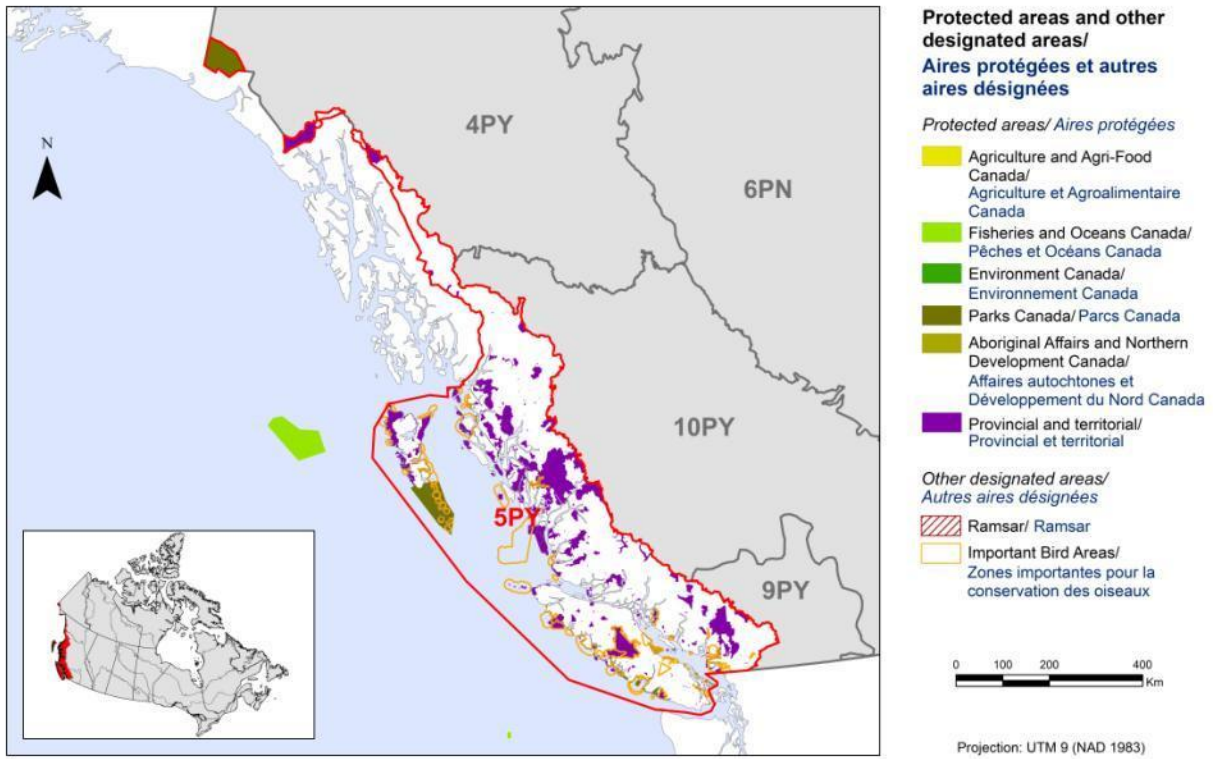 N
4PY
6PN
10PY
5PY
9PY
Protected areas and other
designated areas/
Aires protégées et autres
aires désignées
Protected areas/ Aires protégées
Agriculture and Agri-Food
Canada/
Agriculture et Agroalimentaire
Canada
Fisheries and Oceans Canada/
Pêches et Océans Canada
Environment Canada/
Environnement Canada
Parks Canada/ Parcs Canada
Aboriginal Affairs and Northern
Development Canada/
Affaires autochtones et
Développement du Nord Canada
Provincial and territorial/
Provincial et territorial
Other designated areas/
Autres aires désignées
Ramsar/ Ramsar
Important Bird Areas/
Zones importantes pour la
conservation des oiseaux
0 100 200 400
Km
Projection: UTM 9 (NAD 1983)